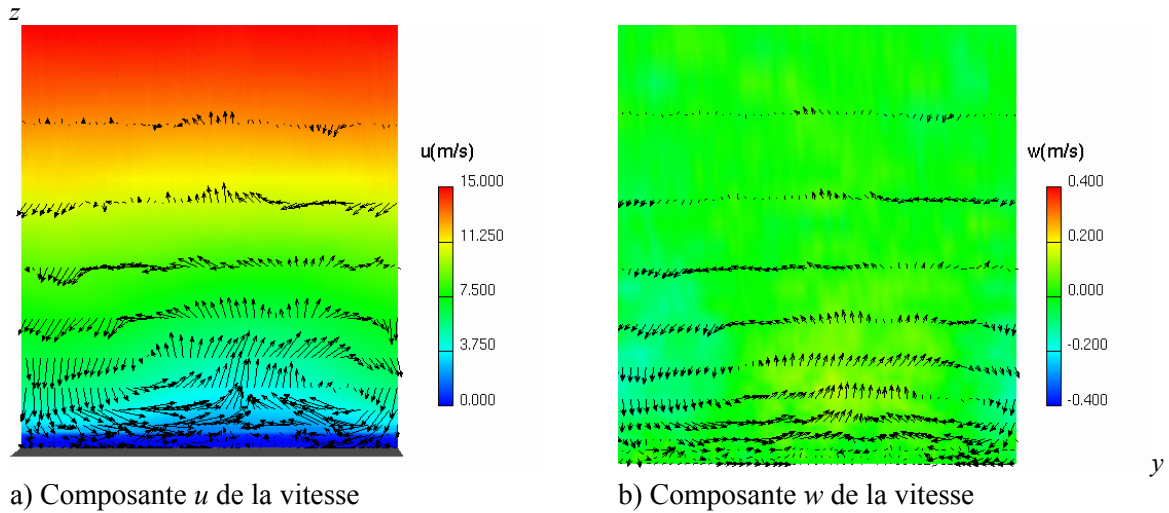 z
u(m/s)
15.000
11.250
7.500
3.750
0.000
w(m/s)
0.400
0.200
0.000
-0.200
-0.400
y
a) Composante u de la vitesse
b) Composante w de la vitesse